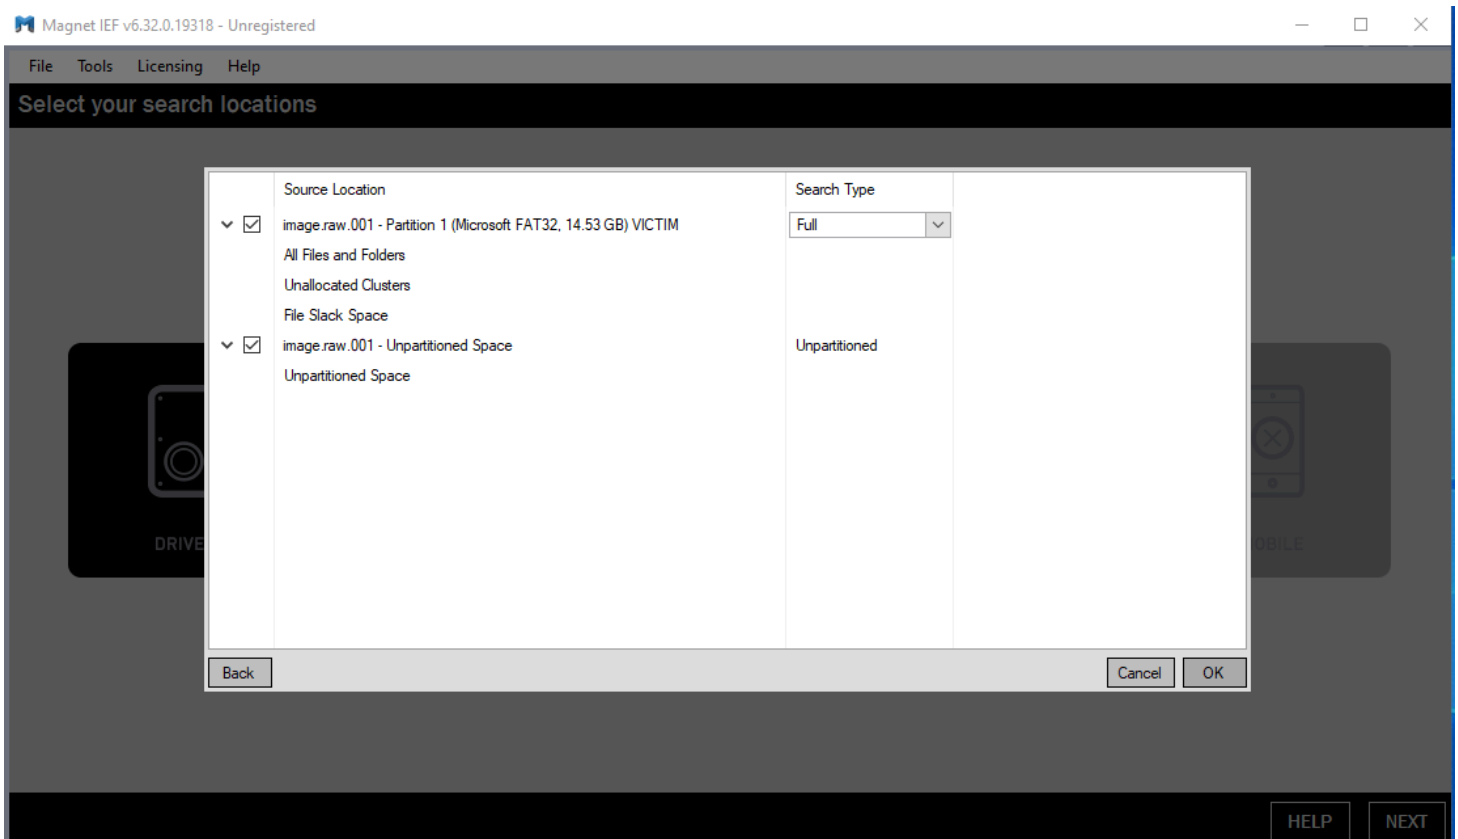 Magnet IEF v6.32.0.19318 - Unregistered
File Tools Licensing Help
Select your search locations
Source Location Search Type
image.raw.001 - Partition 1 (Microsoft FAT32, 14.53 GB) VICTIM Full
All Files and Folders
Unallocated Clusters
File Slack Space
image.raw.001 - Unpartitioned Space Unpartitioned
Unpartitioned Space
DRIVE
OBILE
Back Cancel OK
HELP NEXT